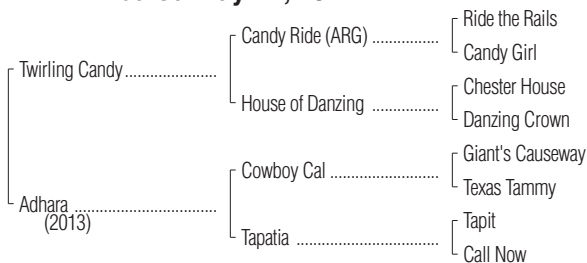 Ride the Rails
Candy Ride (ARG) ................
Candy Girl
Twirling Candy ......................
Chester House
House of Danzing ................
Danzing Crown
Giant's Causeway
Cowboy Cal ..........................
Texas Tammy
Adhara ..................................
(2013)
Tapit
Tapatia ..................................
Call Now